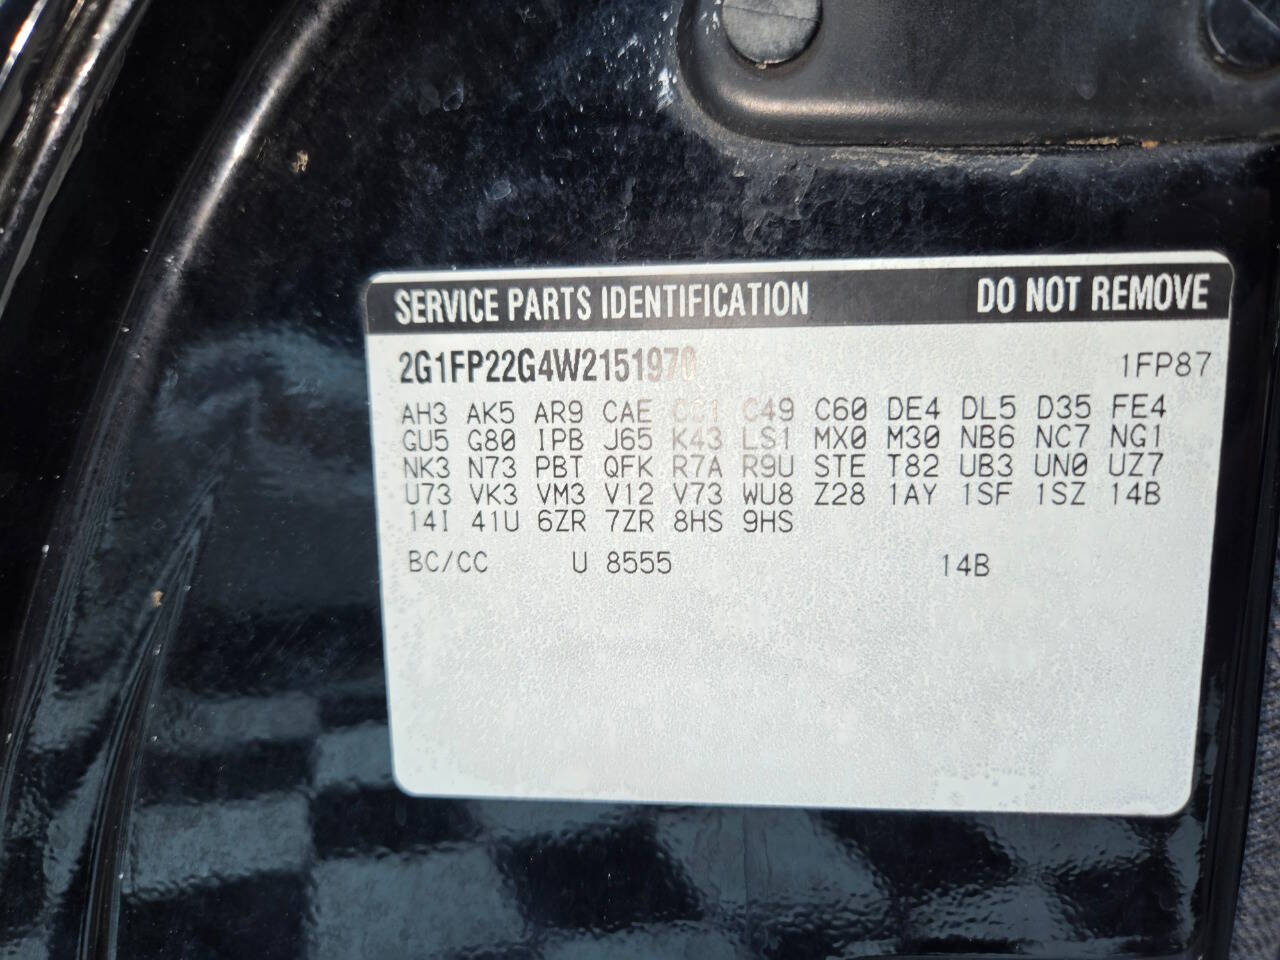 SERVICE PARTS IDENTIFICATION DO NOT REMOVE
2G1FP22G4W2151970 1FP87
AH3 AK5 AR9 CAE CC1 C49 C60 DE4 DL5 D35 FE4
GU5 G80 IPB J65 K43 LS1 MX0 M30 NB6 NC7 NG1
NK3 N73 PBT QFK R7A R9U STE T82 UB3 UN0 UZ7
U73 VK3 VM3 V12 V73 WU8 Z28 1AY 1SF 1SZ 14B
14I 41U 6ZR 7ZR 8HS 9HS
BC/CC U 8555 14B